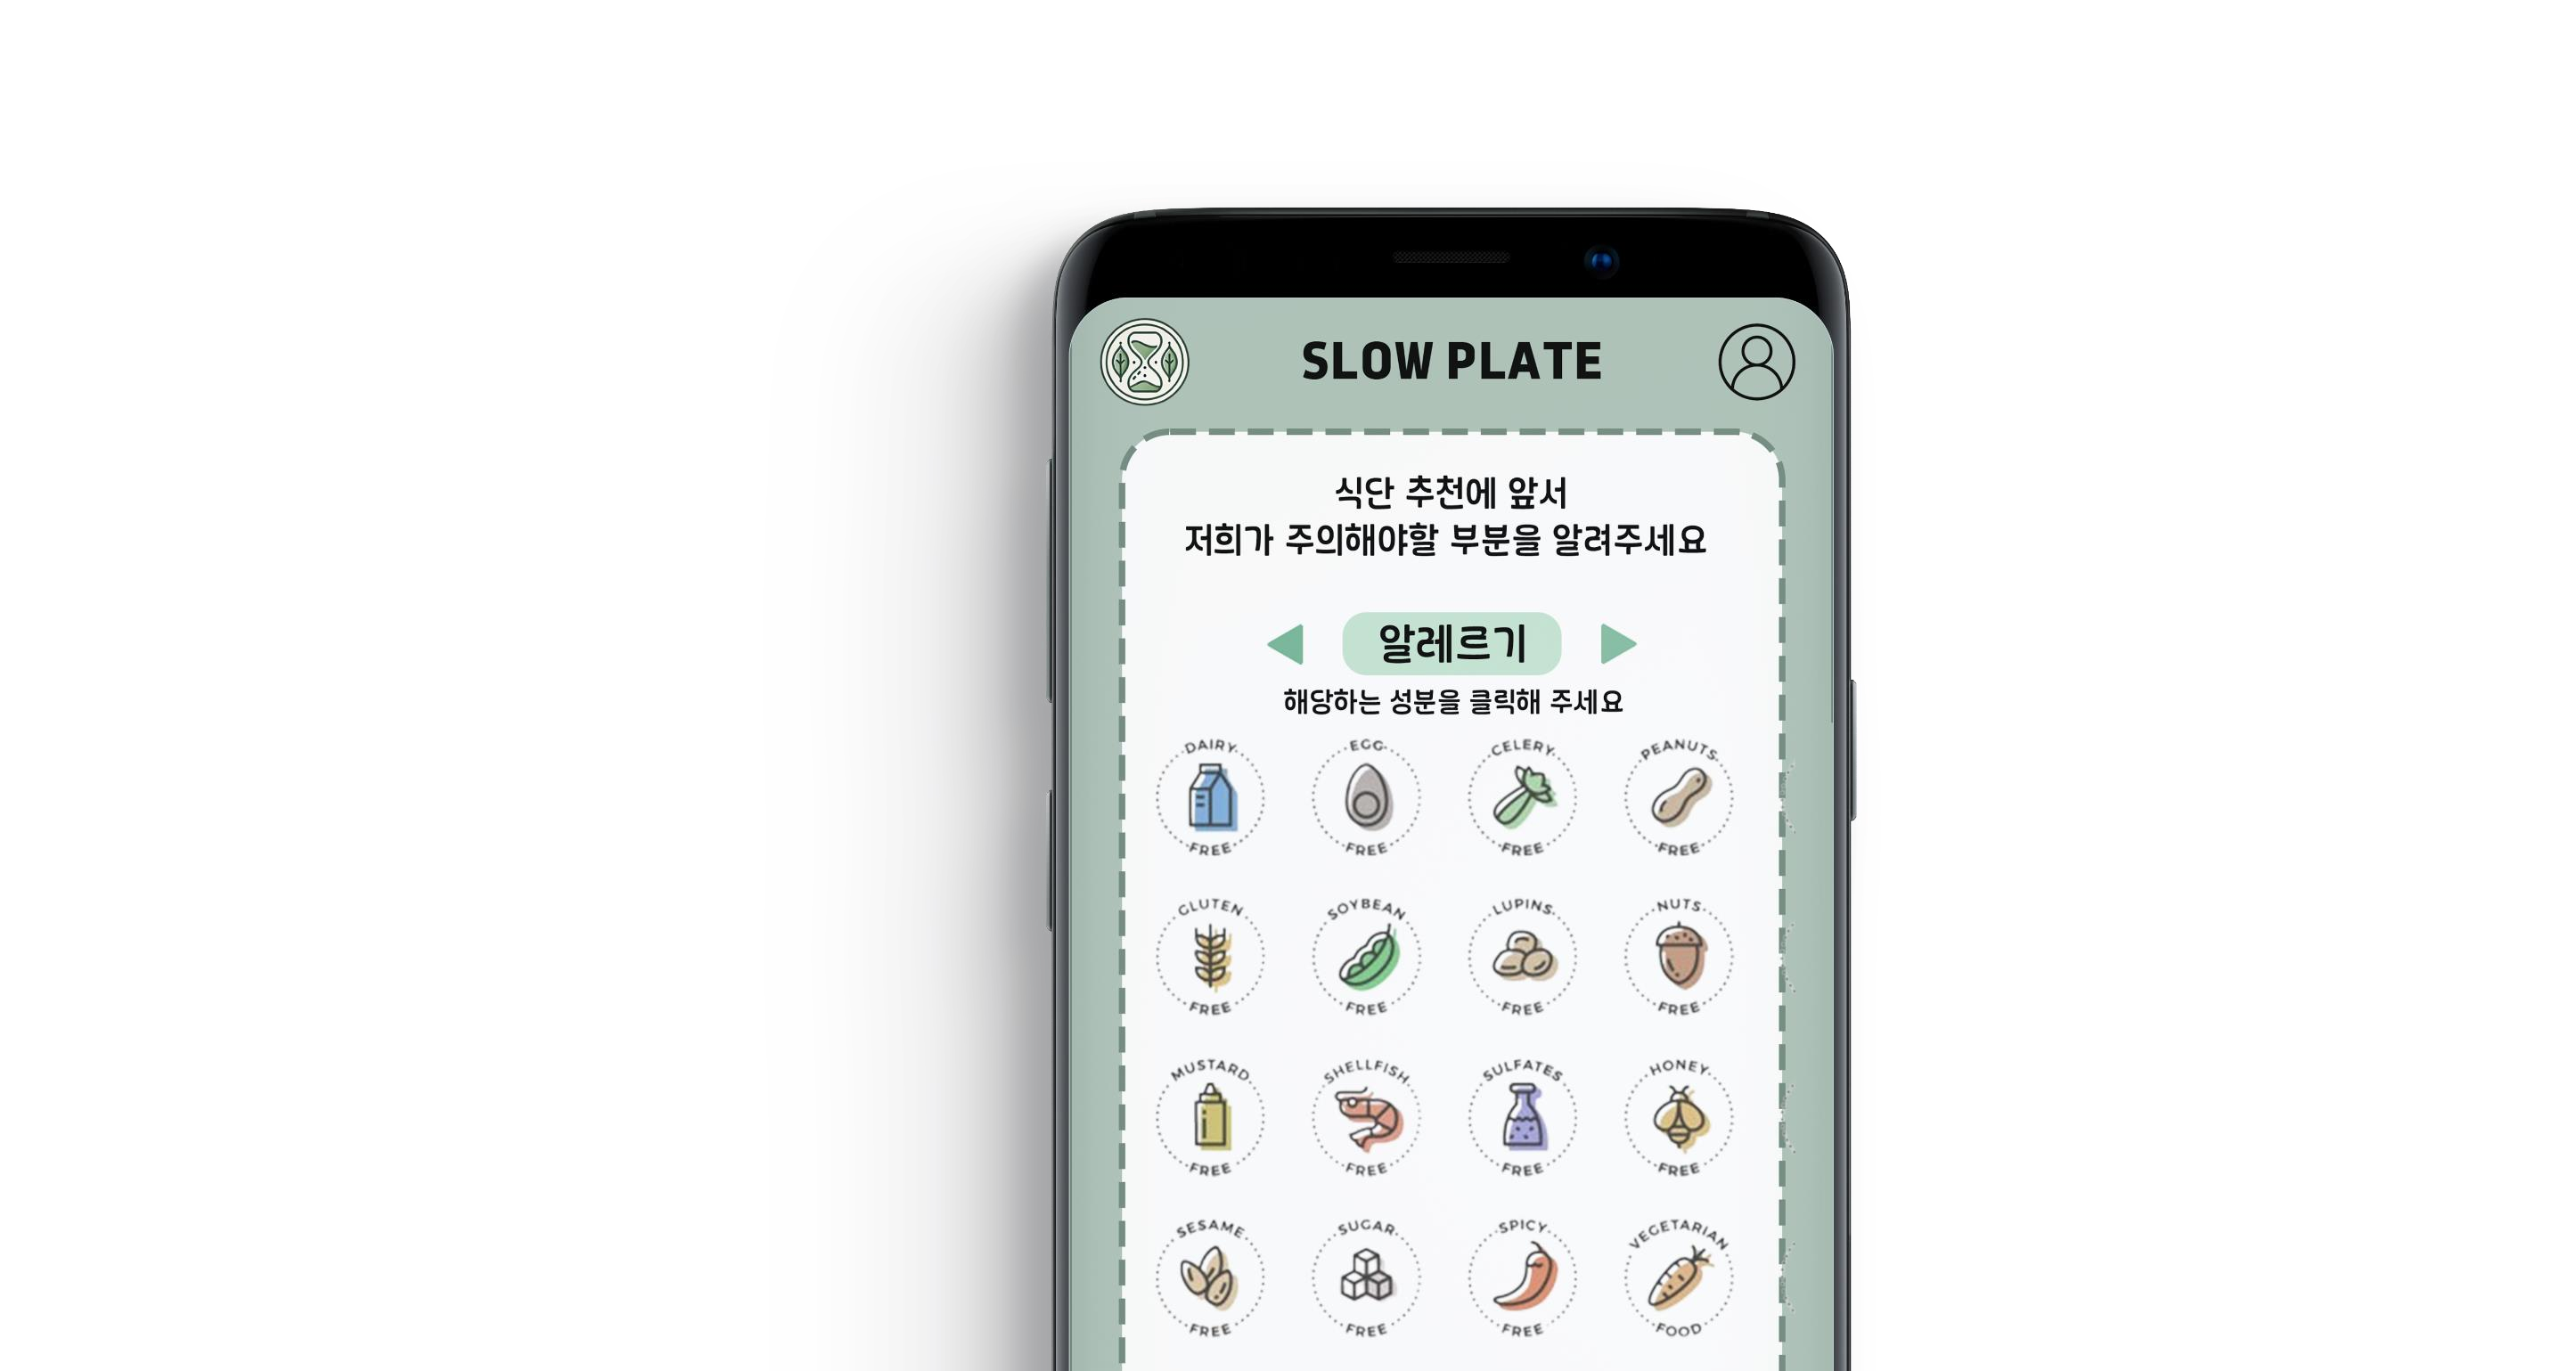 SLOW PLATE
식단 추천에 앞서
저희가 주의해야할 부분을 알려주세요
알레르기
해당하는 성분을 클릭해 주세요
DAIRY FREE
EGG FREE
CELERY FREE
PEANUTS FREE
GLUTEN FREE
SOYBEAN FREE
LUPINS FREE
NUTS FREE
MUSTARD FREE
SHELLFISH FREE
SULFATES FREE
HONEY FREE
SESAME FREE
SUGAR FREE
SPICY FREE
VEGETARIAN FOOD